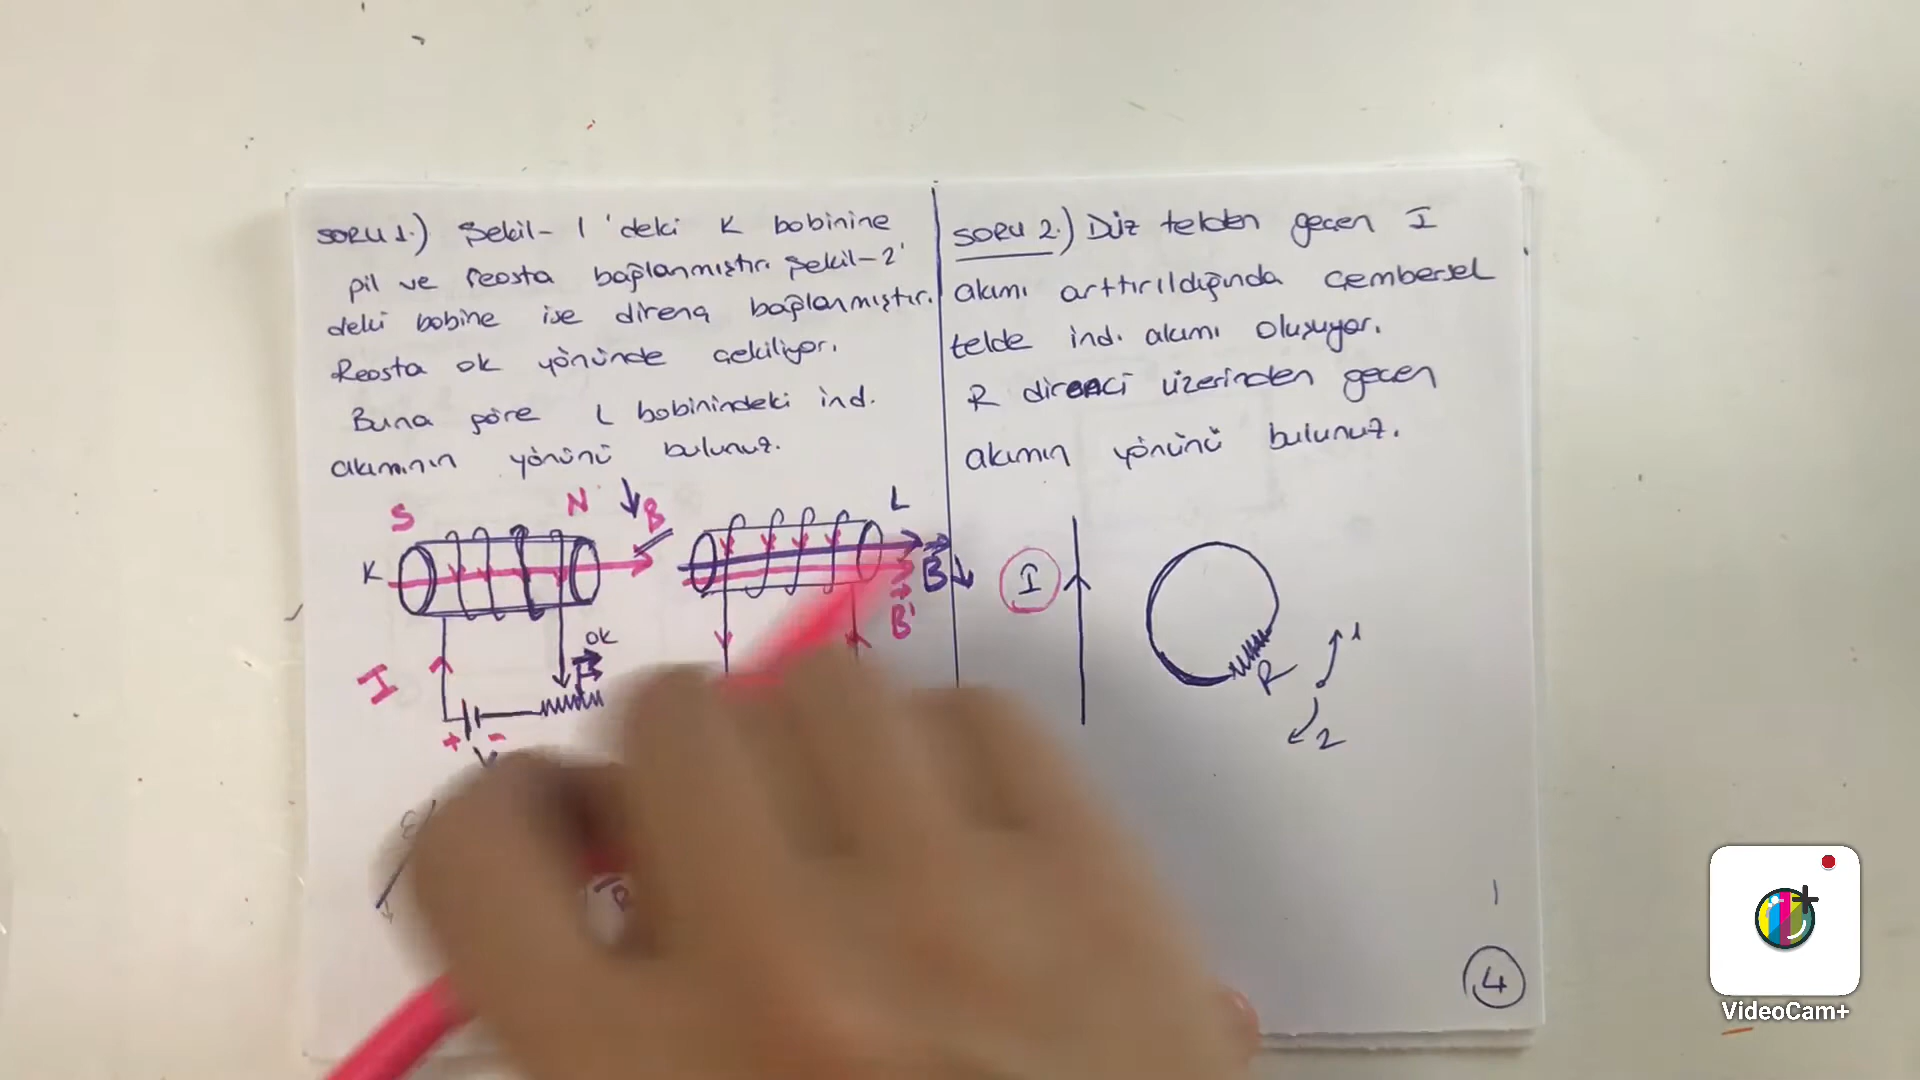 SORU 1.) Şekil-1'deki K bobinine
pil ve reosta bağlanmıştır. Şekil-2'
deki bobine ise direnç bağlanmıştır.
Reosta ok yönünde çekiliyor.
Buna göre L bobinindeki ind.
akımının yönünü bulunuz.
S
N
B
L
K
B
B'
ok
I
+ -
V
ε
R
SORU 2.) Düz telden geçen I
akımı arttırıldığında çembersel
telde ind. akımı oluşuyor.
R direnci üzerinden geçen
akımın yönünü bulunuz.
I
R
1
2
1
4
VideoCam+